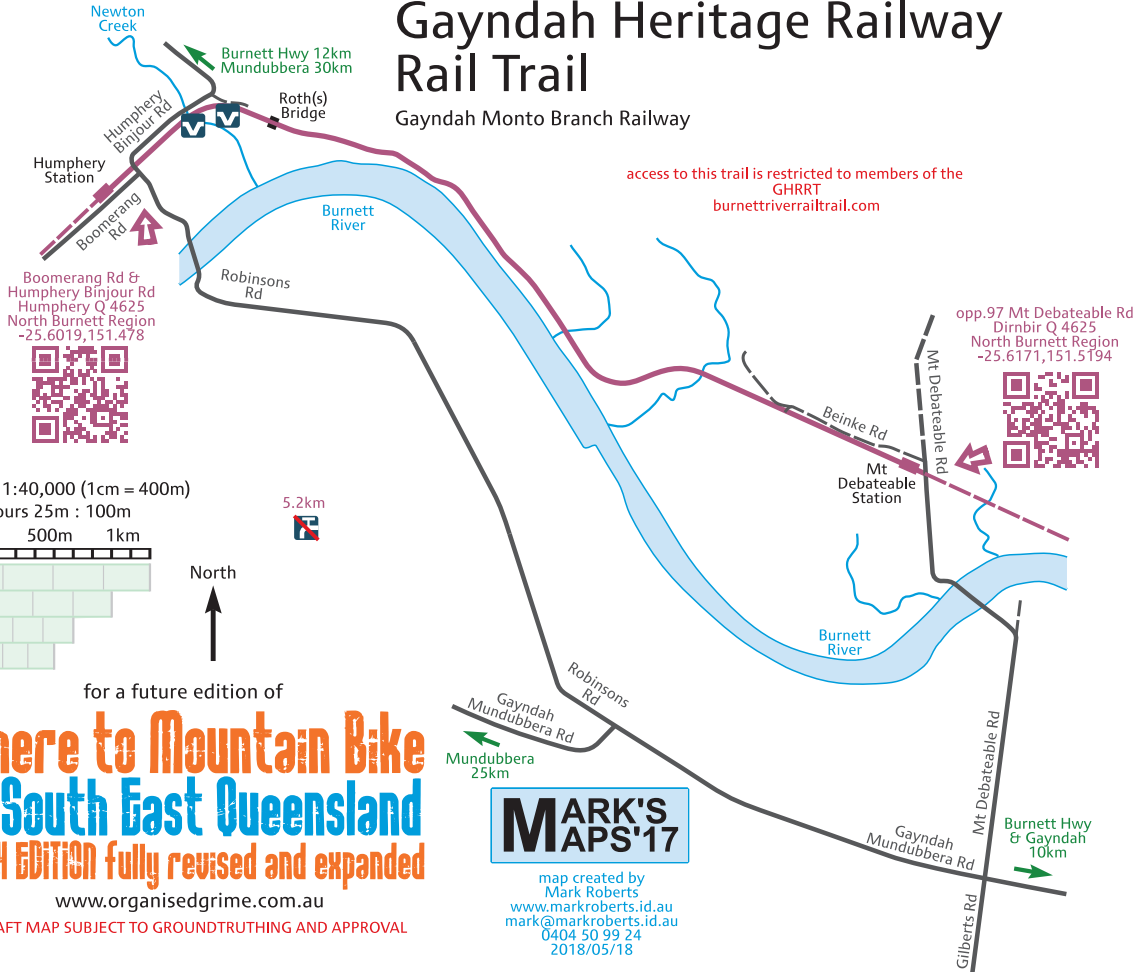 Gayndah Heritage Railway
Rail Trail
Gayndah Monto Branch Railway
Newton
Creek
Burnett Hwy 12km
Mundubbera 30km
Roth(s)
Bridge
Humphery
Binjour Rd
Humphery
Station
Boomerang
Rd
Burnett
River
access to this trail is restricted to members of the
GHRRT
burnettriverrailtrail.com
Boomerang Rd &
Humphery Binjour Rd
Humphery Q 4625
North Burnett Region
-25.6019,151.478
Robinsons
Rd
opp.97 Mt Debateable Rd
Dirnbir Q 4625
North Burnett Region
-25.6171,151.5194
Mt Debateable Rd
Beinke Rd
Mt
Debateable
Station
1:40,000 (1cm = 400m)
ours 25m : 100m
500m 1km
5.2km
North
Burnett
River
for a future edition of
here to Mountain Bike
South East Queensland
H EDiTiON fully revised and expanded
www.organisedgrime.com.au
AFT MAP SUBJECT TO GROUNDTRUTHING AND APPROVAL
Robinsons
Rd
Gayndah
Mundubbera Rd
Mundubbera
25km
MARK'S
MAPS'17
map created by
Mark Roberts
www.markroberts.id.au
mark@markroberts.id.au
0404 50 99 24
2018/05/18
Mt Debateable Rd
Gayndah
Mundubbera Rd
Burnett Hwy
& Gayndah
10km
Gilberts Rd